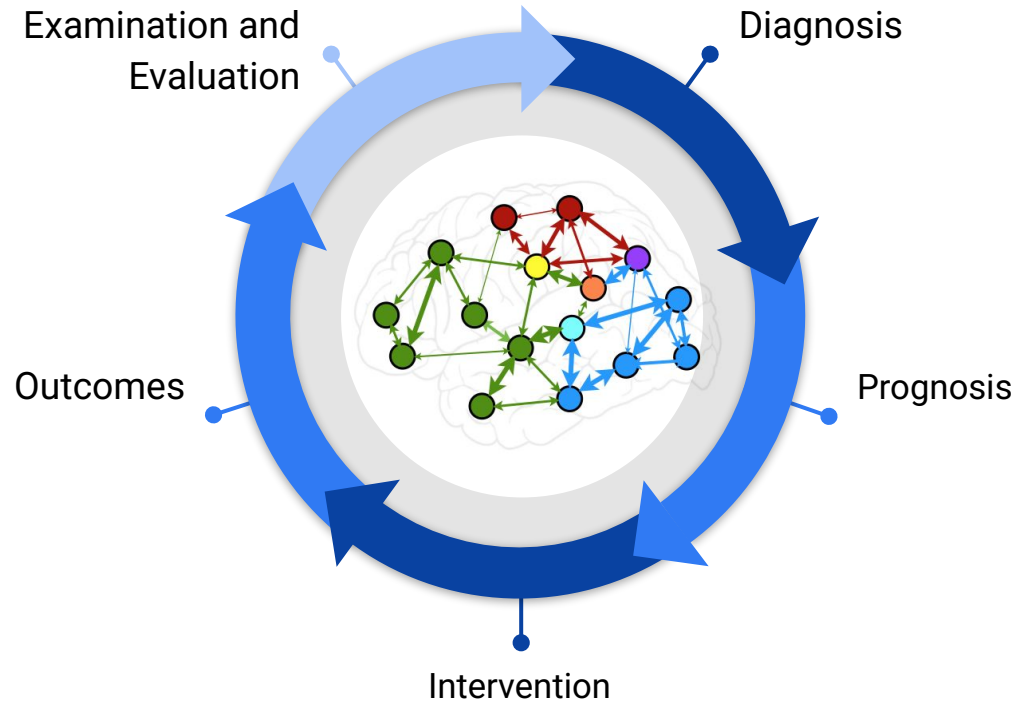 Examination and
Evaluation
Diagnosis
Prognosis
Intervention
Outcomes